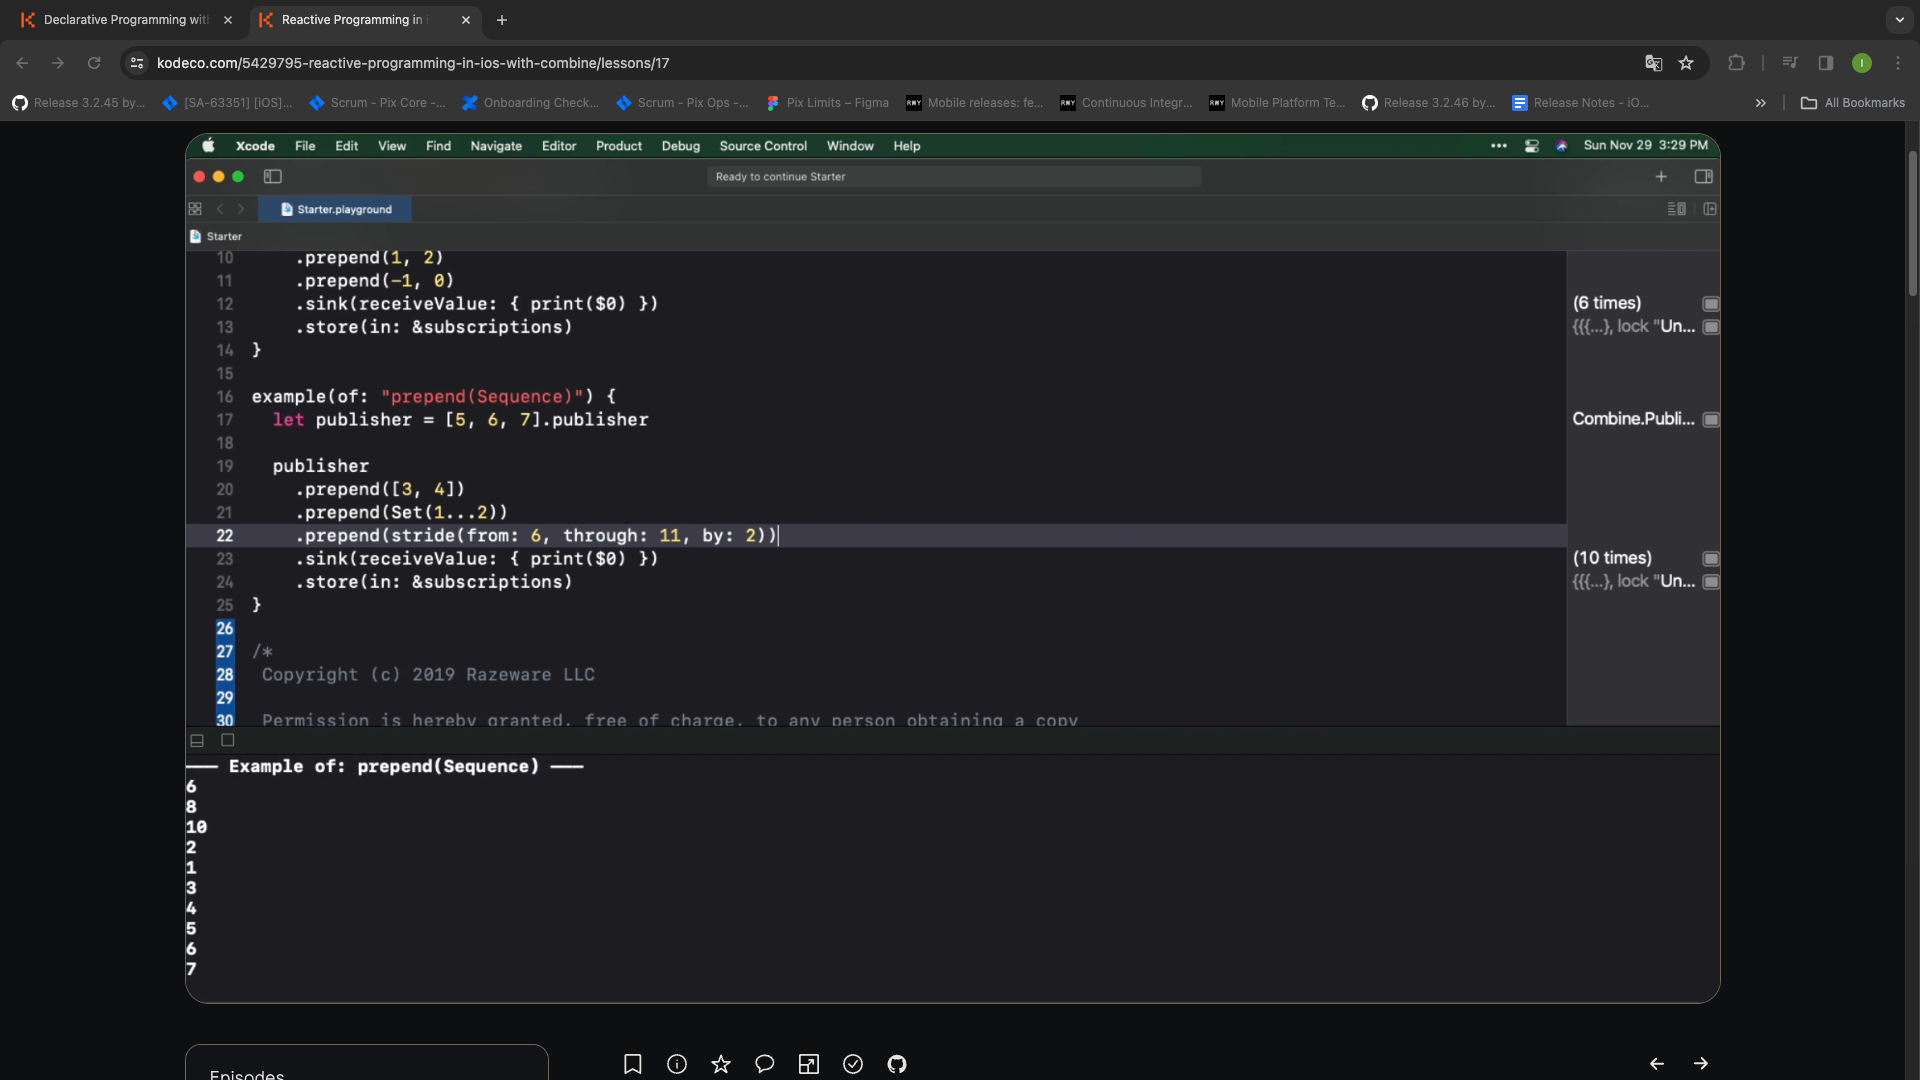 Declarative Programming with
Reactive Programming in i
kodeco.com/5429795-reactive-programming-in-ios-with-combine/lessons/17
I
Release 3.2.45 by...
[SA-63351] [iOS]...
Scrum - Pix Core -...
Onboarding Check...
Scrum - Pix Ops -...
Pix Limits – Figma
Mobile releases: fe...
Continuous Integr...
Mobile Platform Te...
Release 3.2.46 by...
Release Notes - iO...
All Bookmarks
Xcode File Edit View Find Navigate Editor Product Debug Source Control Window Help
Sun Nov 29 3:29 PM
Ready to continue Starter
Starter.playground
Starter
10 .prepend(1, 2)
11 .prepend(-1, 0)
12 .sink(receiveValue: { print($0) })
(6 times)
13 .store(in: &subscriptions)
{{{...}, lock "Un...
14 }
15
16 example(of: "prepend(Sequence)") {
17 let publisher = [5, 6, 7].publisher
Combine.Publi...
18
19 publisher
20 .prepend([3, 4])
21 .prepend(Set(1...2))
22 .prepend(stride(from: 6, through: 11, by: 2))
23 .sink(receiveValue: { print($0) })
(10 times)
24 .store(in: &subscriptions)
{{{...}, lock "Un...
25 }
26
27 /*
28 Copyright (c) 2019 Razeware LLC
29
30 Permission is hereby granted, free of charge, to any person obtaining a copy
——— Example of: prepend(Sequence) ———
6
8
10
2
1
3
4
5
6
7
Episodes